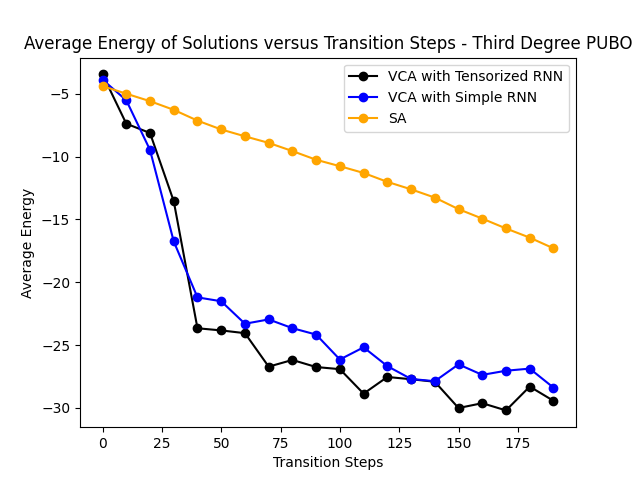 Average Energy of Solutions versus Transition Steps - Third Degree PUBO
VCA with Tensorized RNN
VCA with Simple RNN
SA
Average Energy
−5
−10
−15
−20
−25
−30
0 25 50 75 100 125 150 175
Transition Steps